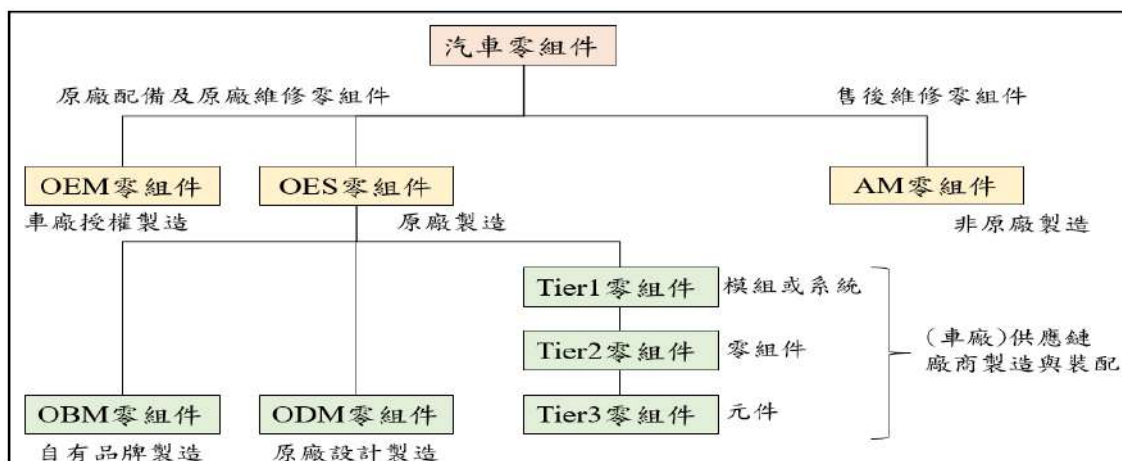 汽車零組件
原廠配備及原廠維修零組件
售後維修零組件
OEM零組件
OES零組件
AM零組件
車廠授權製造
原廠製造
非原廠製造
Tier1零組件
模組或系統
Tier2零組件
零組件
(車廠)供應鏈
廠商製造與裝配
Tier3零組件
元件
OBM零組件
ODM零組件
自有品牌製造
原廠設計製造